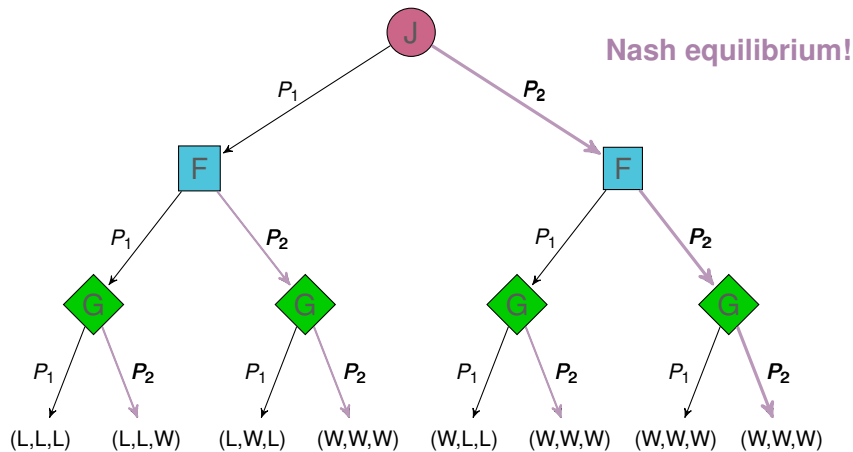 J
Nash equilibrium!
P1 P2
F F
P1 P2 P1 P2
G G G G
P1 P2 P1 P2 P1 P2 P1 P2
(L,L,L) (L,L,W) (L,W,L) (W,W,W) (W,L,L) (W,W,W) (W,W,W) (W,W,W)